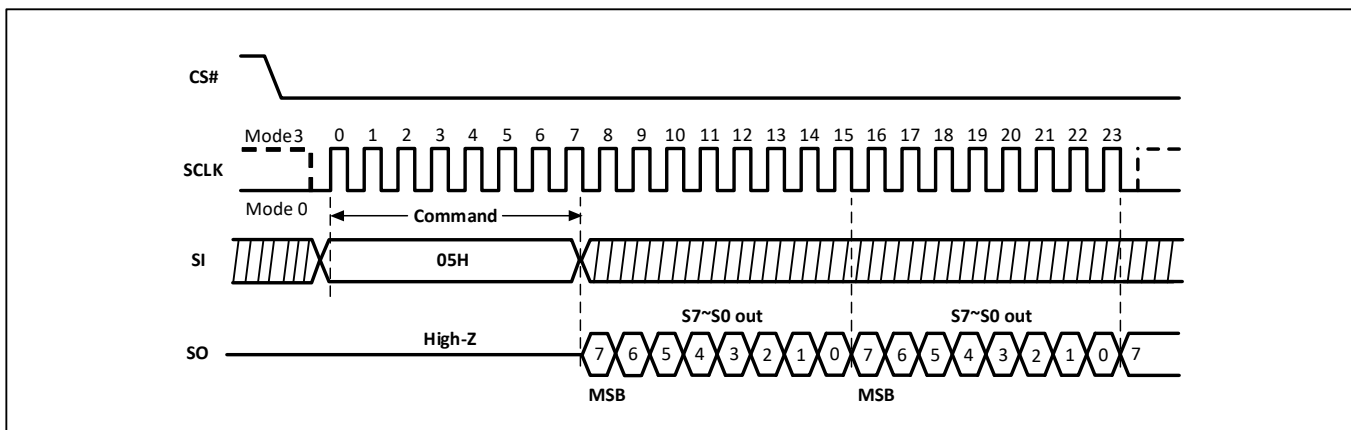 CS#
Mode 3
0 1 2 3 4 5 6 7 8 9 10 11 12 13 14 15 16 17 18 19 20 21 22 23
SCLK
Mode 0
Command
SI
05H
S7~S0 out S7~S0 out
High-Z
SO
7 6 5 4 3 2 1 0 7 6 5 4 3 2 1 0 7
MSB MSB